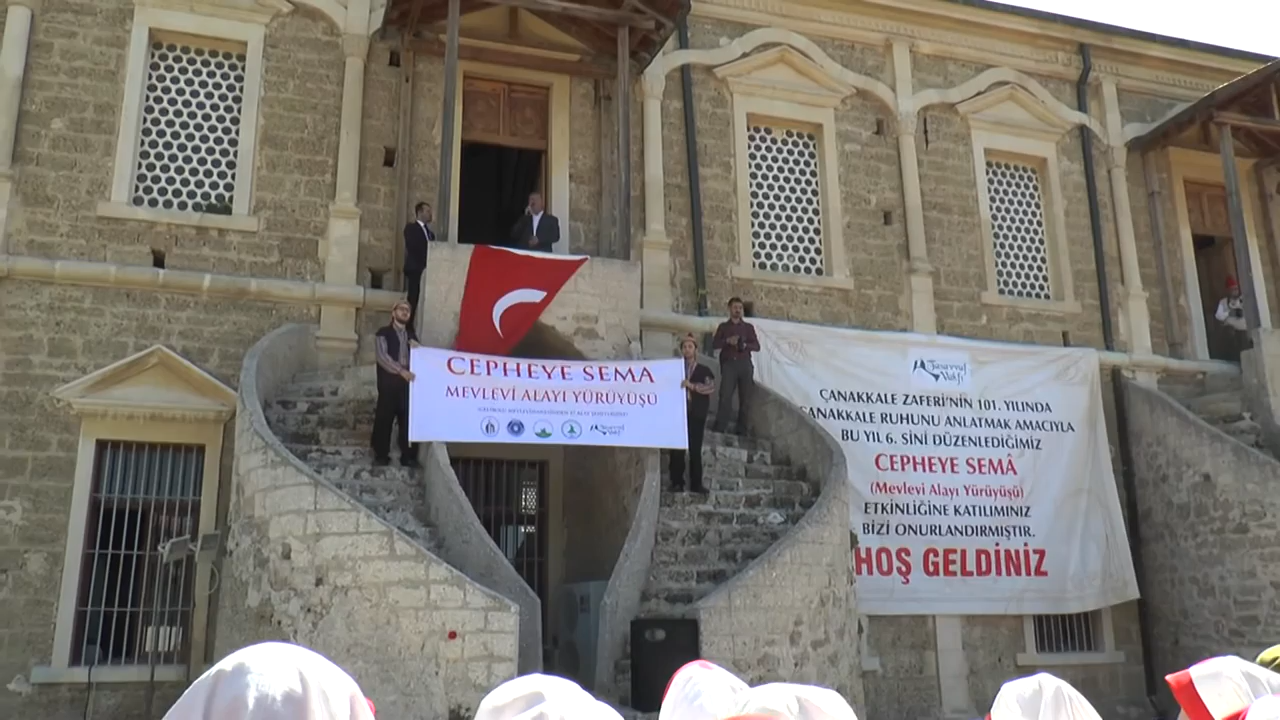 CEPHEYE SEMA
MEVLEVİ ALAYI YÜRÜYÜŞÜ
Tasavvuf
Vakfı
ÇANAKKALE ZAFERİ'NİN 101. YILINDA
ÇANAKKALE RUHUNU ANLATMAK AMACIYLA
BU YIL 6. SİNİ DÜZENLEDİĞİMİZ
CEPHEYE SEMÂ
(Mevlevi Alayı Yürüyüşü)
ETKİNLİĞİNE KATILIMINIZ
BİZİ ONURLANDIRMIŞTIR.
HOŞ GELDİNİZ